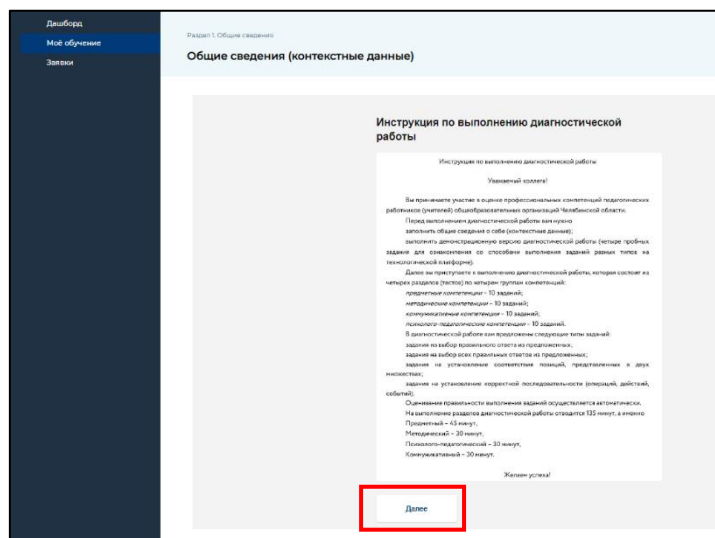 Дашборд
Моё обучение
Заявки
Раздел 1. Общие сведения
Общие сведения (контекстные данные)
Инструкция по выполнению диагностической
работы
Инструкция по выполнению диагностической работы
Уважаемый коллега!
Вы принимаете участие в оценке профессиональных компетенций педагогических
работников (учителей) общеобразовательных организаций Челябинской области.
Перед выполнением диагностической работы вам нужно
заполнить общие сведения о себе (контекстные данные);
выполнить демонстрационную версию диагностической работы (четыре пробных
задания для ознакомления со способами выполнения заданий разных типов на
технологической платформе).
Далее вы приступаете к выполнению диагностической работы, которая состоит из
четырех разделов (тестов) по четырем группам компетенций:
предметные компетенции – 10 заданий;
методические компетенции – 10 заданий;
коммуникативные компетенции – 10 заданий;
психолого-педагогические компетенции – 10 заданий.
В диагностической работе вам предложены следующие типы заданий:
задания на выбор правильного ответа из предложенных;
задания на выбор всех правильных ответов из предложенных;
задания на установление соответствия позиций, представленных в двух
множествах;
задания на установление корректной последовательности (операций, действий,
событий).
Оценивание правильности выполнения заданий осуществляется автоматически.
На выполнение разделов диагностической работы отводится 135 минут, а именно
Предметный – 45 минут,
Методический – 30 минут,
Психолого-педагогический – 30 минут,
Коммуникативный – 30 минут.
Желаем успеха!
Далее